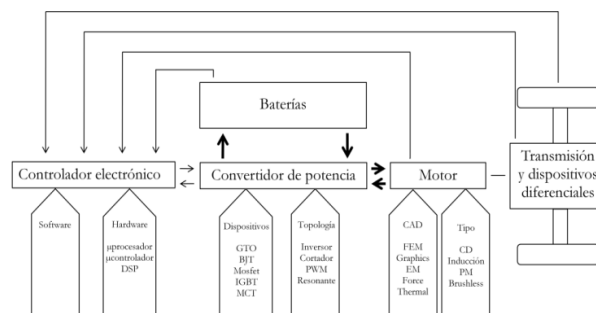 Baterías
Controlador electrónico
Convertidor de potencia
Motor
Transmisión
y dispositivos
diferenciales
Software
Hardware
μprocesador
μcontrolador
DSP
Dispositivos
GTO
BJT
Mosfet
IGBT
MCT
Topología
Inversor
Cortador
PWM
Resonante
CAD
FEM
Graphics
EM
Force
Thermal
Tipo
CD
Inducción
PM
Brushless